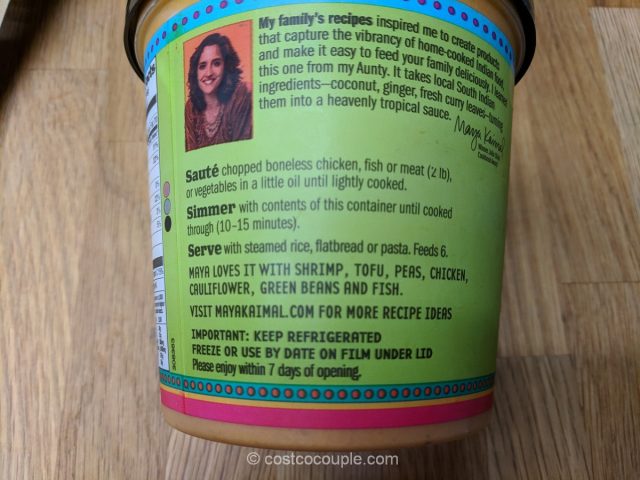 My family's recipes inspired me to create products
that capture the vibrancy of home-cooked Indian food
and make it easy to feed your family deliciously. I learned
this one from my Aunty. It takes local South Indian
ingredients—coconut, ginger, fresh curry leaves—turning
them into a heavenly tropical sauce.
Maya Kaimal
Sauté chopped boneless chicken, fish or meat (2 lb),
or vegetables in a little oil until lightly cooked.
Simmer with contents of this container until cooked
through (10-15 minutes).
Serve with steamed rice, flatbread or pasta. Feeds 6.
MAYA LOVES IT WITH SHRIMP, TOFU, PEAS, CHICKEN,
CAULIFLOWER, GREEN BEANS AND FISH.
VISIT MAYAKAIMAL.COM FOR MORE RECIPE IDEAS
IMPORTANT: KEEP REFRIGERATED
FREEZE OR USE BY DATE ON FILM UNDER LID
Please enjoy within 7 days of opening.
© costcocouple.com